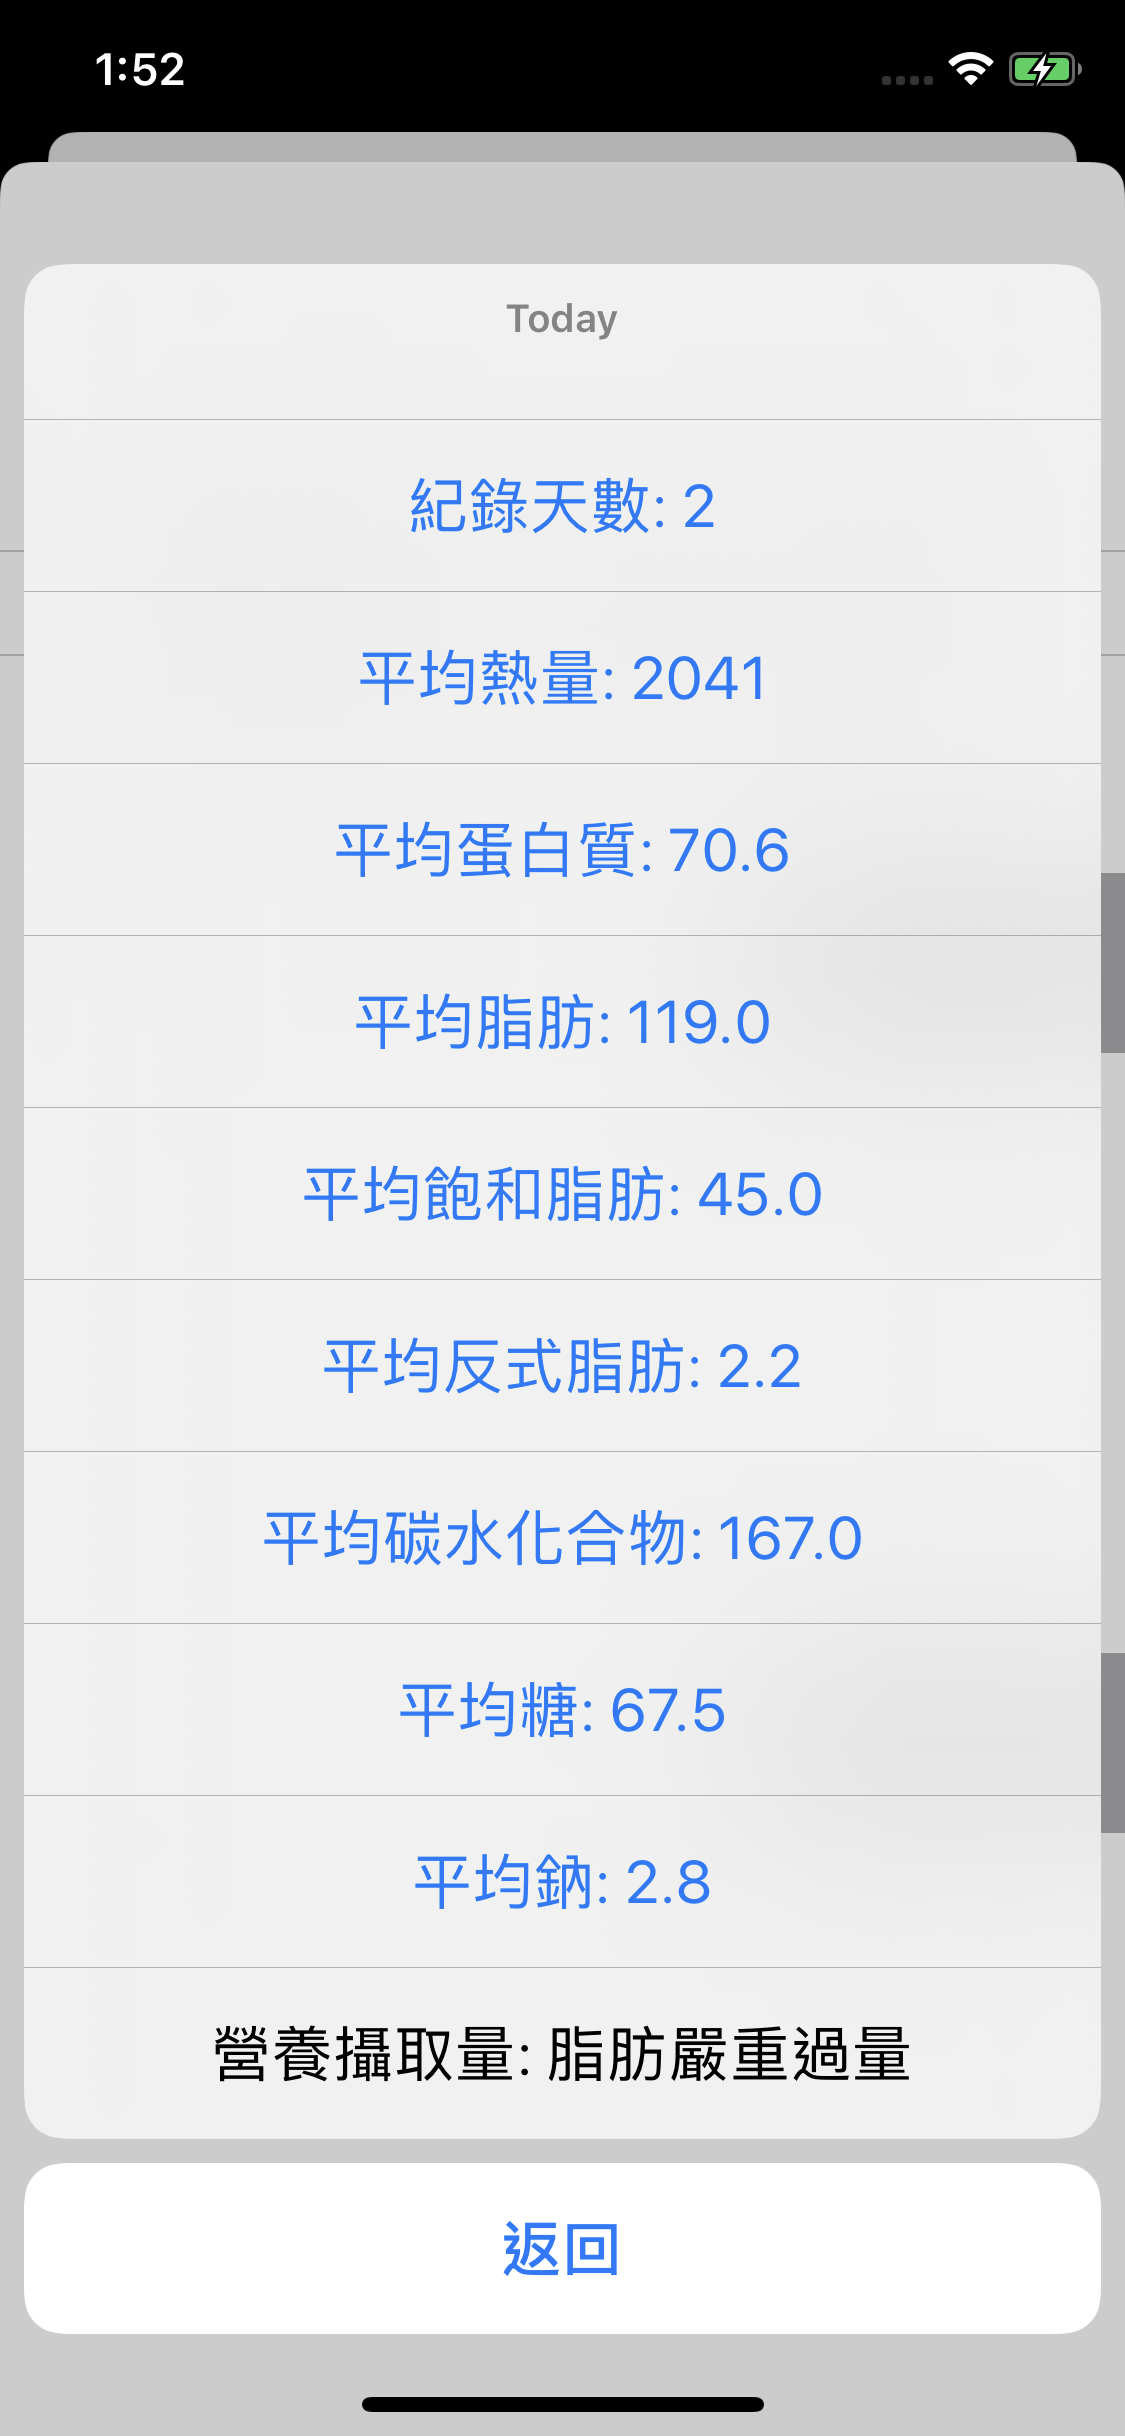 1:52
Today
紀錄天數: 2
平均熱量: 2041
平均蛋白質: 70.6
平均脂肪: 119.0
平均飽和脂肪: 45.0
平均反式脂肪: 2.2
平均碳水化合物: 167.0
平均糖: 67.5
平均鈉: 2.8
營養攝取量: 脂肪嚴重過量
返回